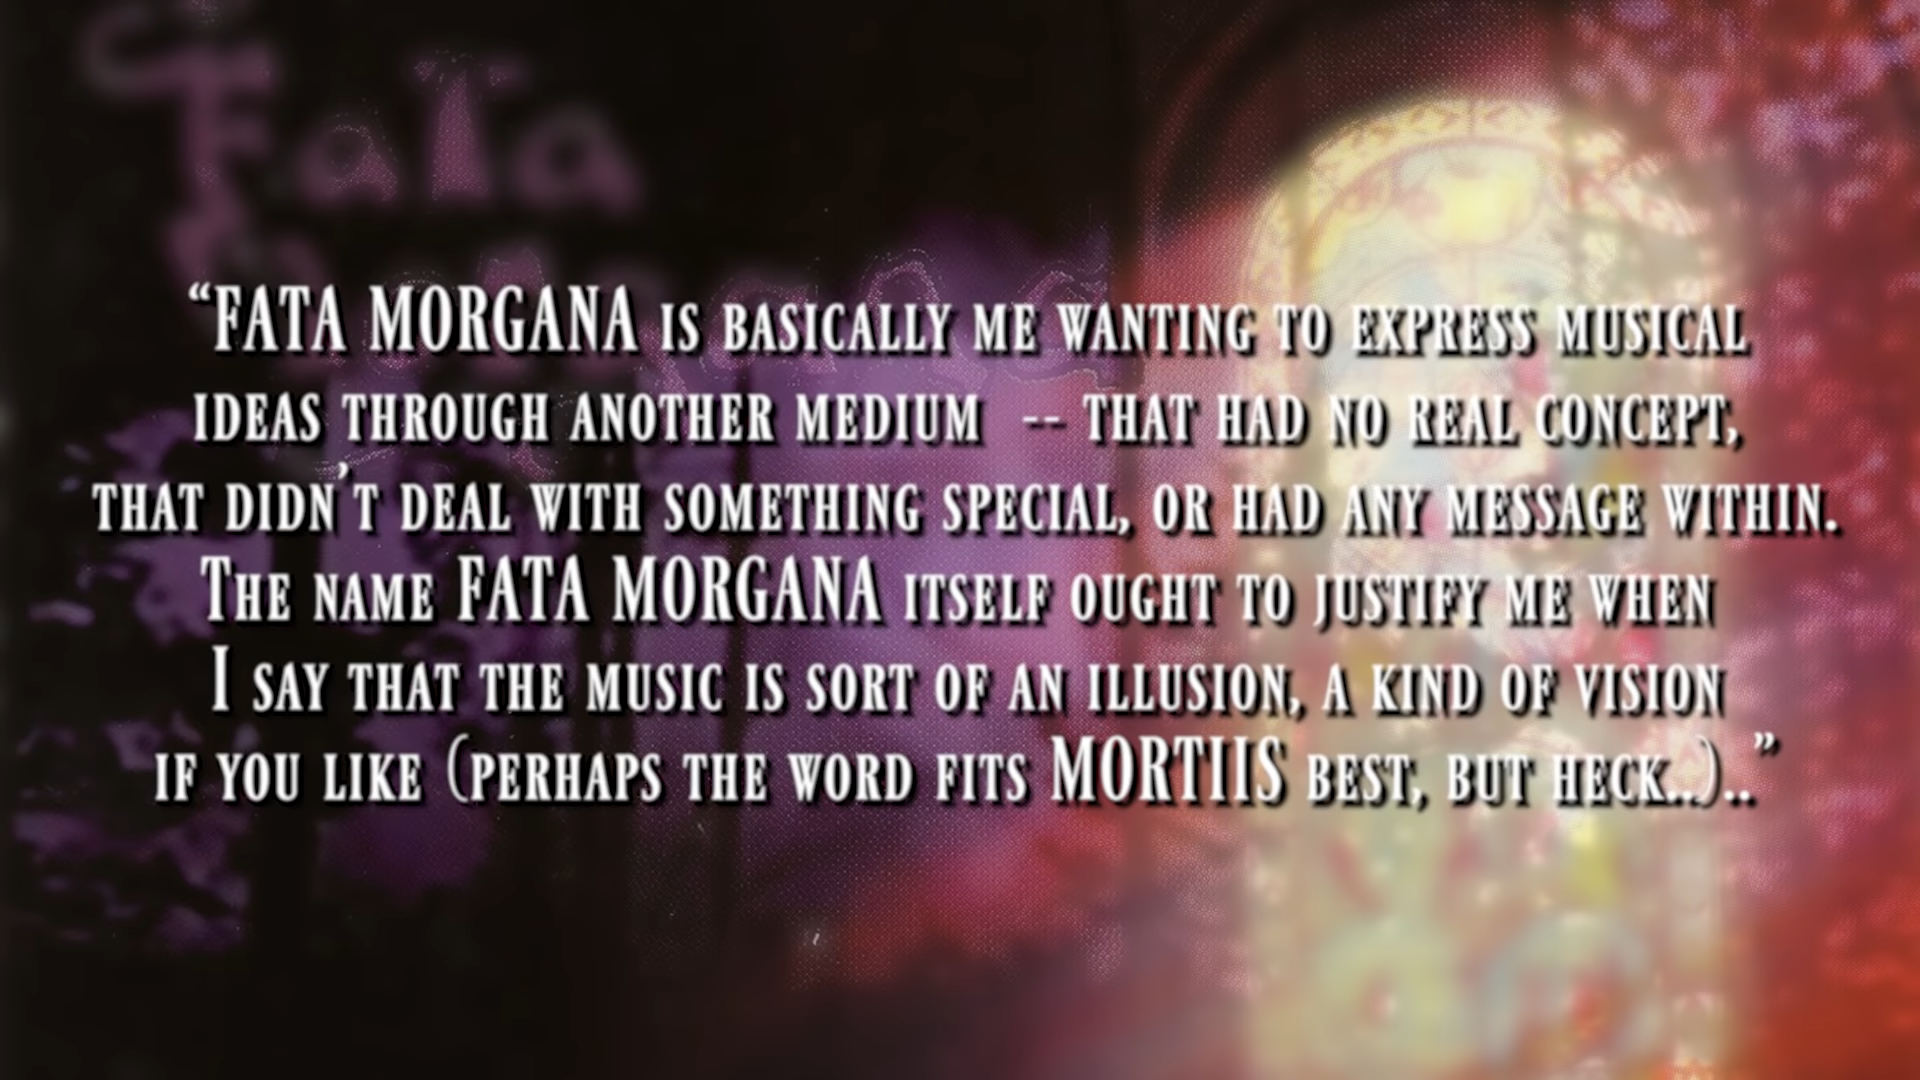 Fata
Morgana
“FATA MORGANA IS BASICALLY ME WANTING TO EXPRESS MUSICAL
IDEAS THROUGH ANOTHER MEDIUM -- THAT HAD NO REAL CONCEPT,
THAT DIDN'T DEAL WITH SOMETHING SPECIAL, OR HAD ANY MESSAGE WITHIN.
THE NAME FATA MORGANA ITSELF OUGHT TO JUSTIFY ME WHEN
I SAY THAT THE MUSIC IS SORT OF AN ILLUSION, A KIND OF VISION
IF YOU LIKE (PERHAPS THE WORD FITS MORTIIS BEST, BUT HECK..)..”